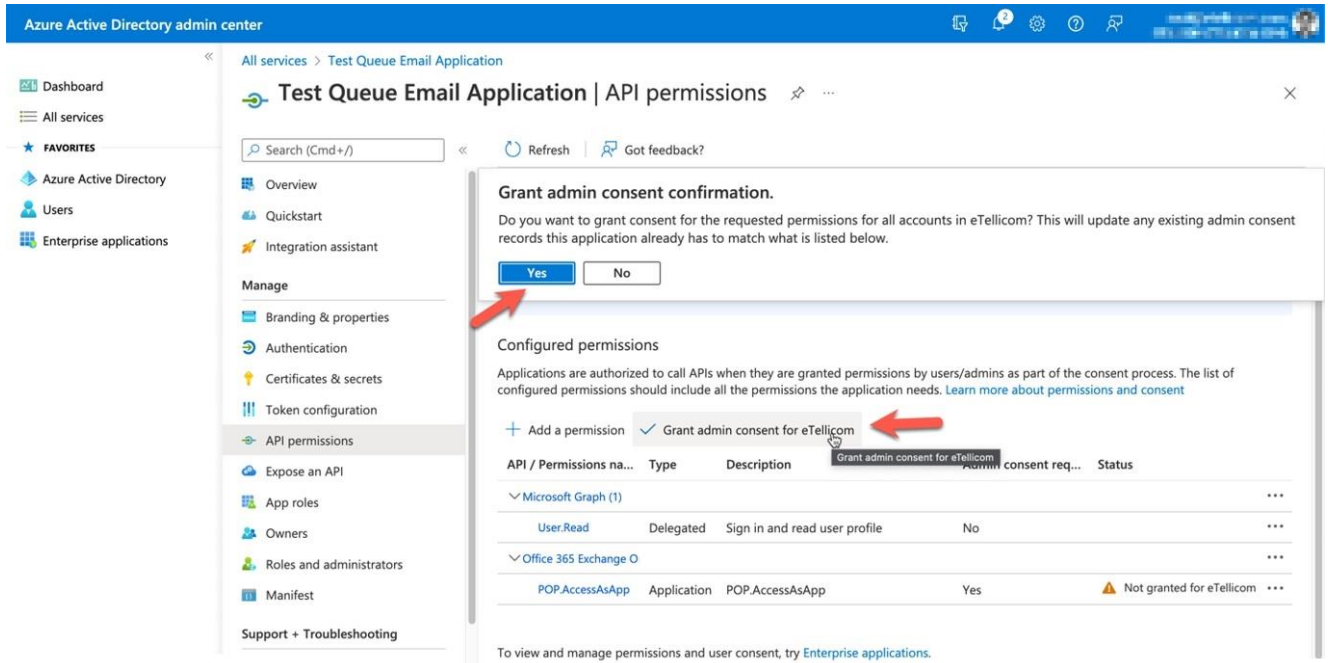 Azure Active Directory admin center
2
All services > Test Queue Email Application
Test Queue Email Application | API permissions
Dashboard
All services
FAVORITES
Azure Active Directory
Users
Enterprise applications
Search (Cmd+/)
Overview
Quickstart
Integration assistant
Manage
Branding & properties
Authentication
Certificates & secrets
Token configuration
API permissions
Expose an API
App roles
Owners
Roles and administrators
Manifest
Support + Troubleshooting
Refresh
Got feedback?
Grant admin consent confirmation.
Do you want to grant consent for the requested permissions for all accounts in eTellicom? This will update any existing admin consent
records this application already has to match what is listed below.
Yes No
Configured permissions
Applications are authorized to call APIs when they are granted permissions by users/admins as part of the consent process. The list of
configured permissions should include all the permissions the application needs. Learn more about permissions and consent
Add a permission Grant admin consent for eTellicom
Grant admin consent for eTellicom
API / Permissions na... Type Description Admin consent req... Status
Microsoft Graph (1)
User.Read Delegated Sign in and read user profile No
Office 365 Exchange O
POP.AccessAsApp Application POP.AccessAsApp Yes Not granted for eTellicom
To view and manage permissions and user consent, try Enterprise applications.